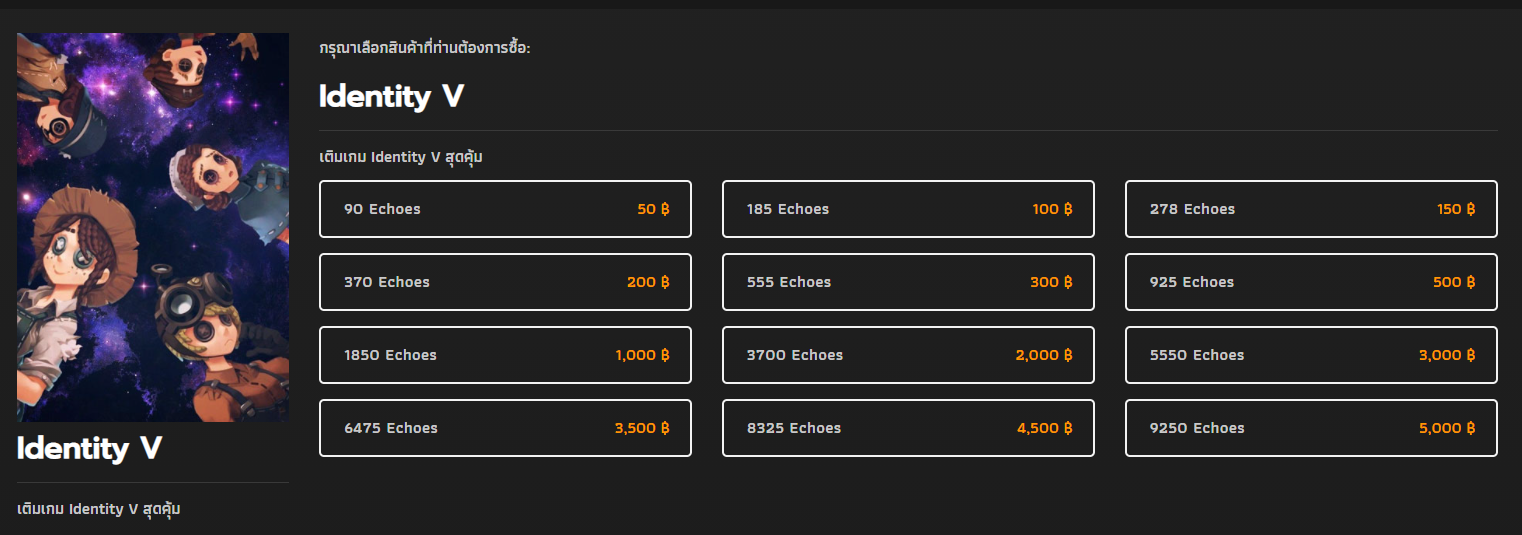 กรุณาเลือกสินค้าที่ท่านต้องการซื้อ:
Identity V
เติมเกม Identity V สุดคุ้ม
90 Echoes 50 ฿
185 Echoes 100 ฿
278 Echoes 150 ฿
370 Echoes 200 ฿
555 Echoes 300 ฿
925 Echoes 500 ฿
1850 Echoes 1,000 ฿
3700 Echoes 2,000 ฿
5550 Echoes 3,000 ฿
6475 Echoes 3,500 ฿
8325 Echoes 4,500 ฿
9250 Echoes 5,000 ฿
Identity V
เติมเกม Identity V สุดคุ้ม